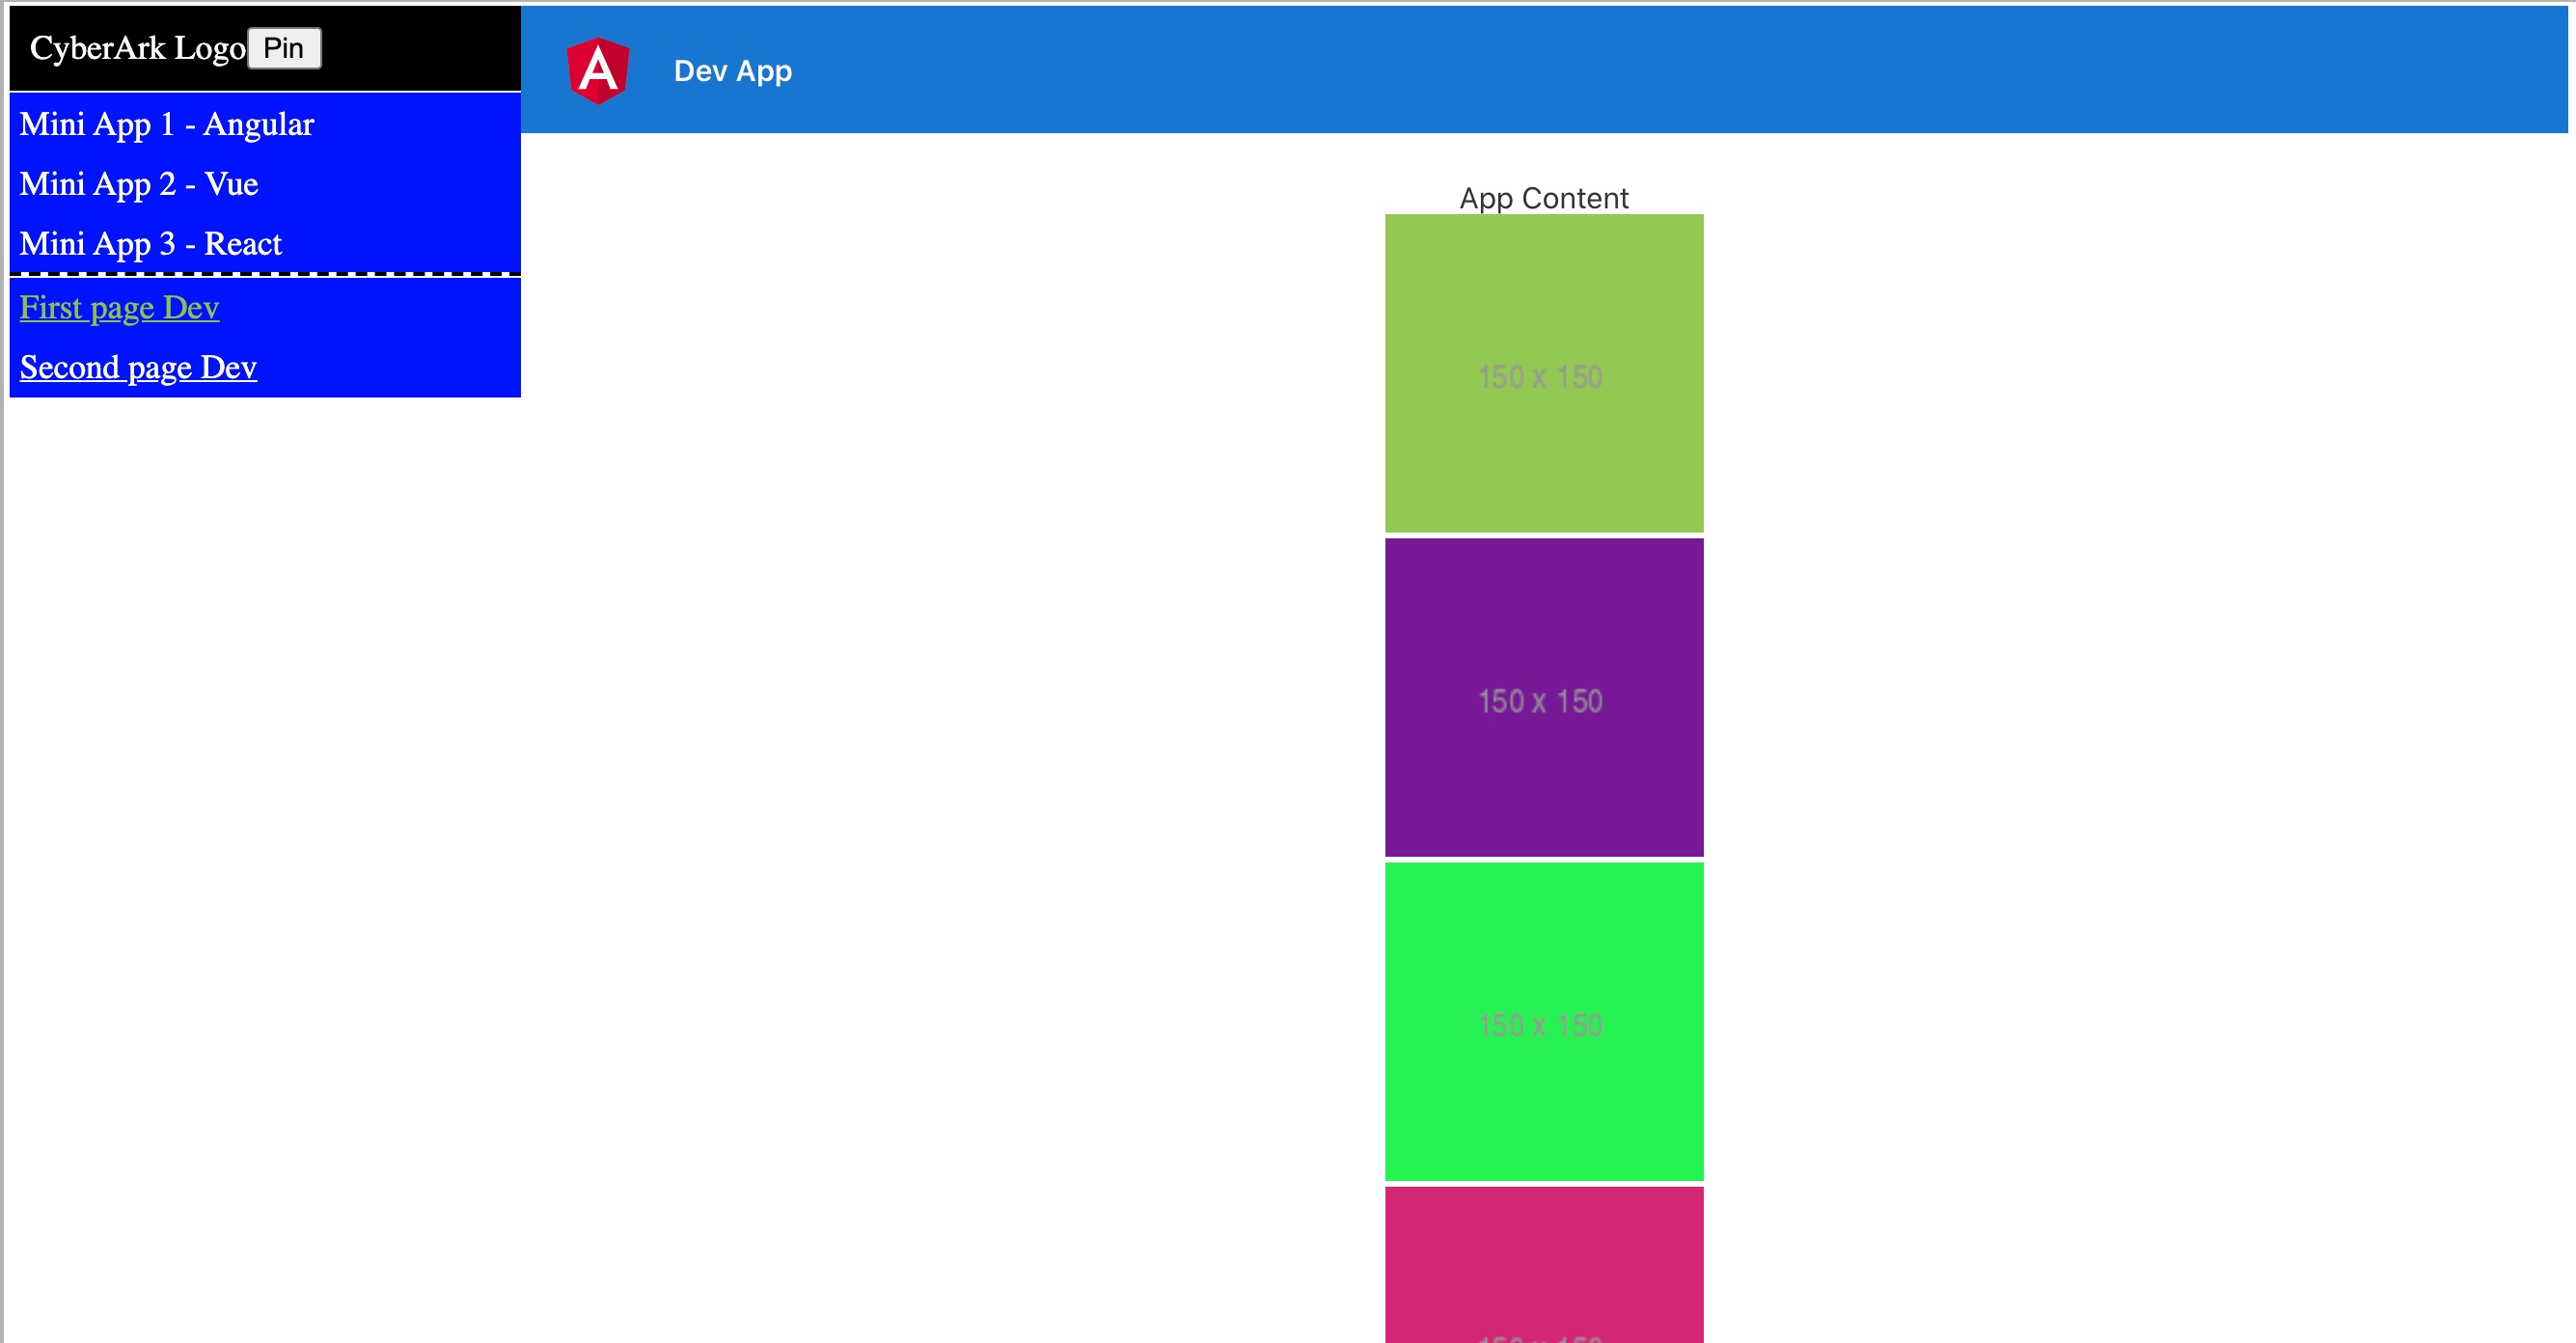 CyberArk Logo Pin
Mini App 1 - Angular
Mini App 2 - Vue
Mini App 3 - React
First page Dev
Second page Dev
Dev App
App Content
150 x 150
150 x 150
150 x 150